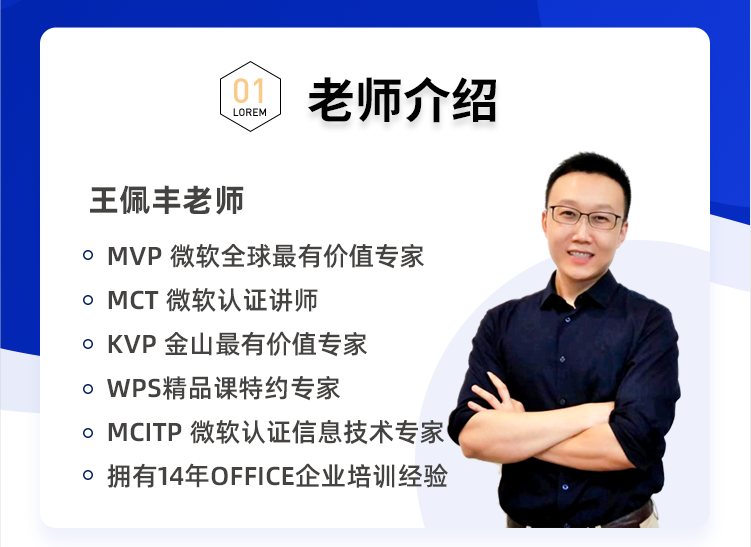 01
LOREM
老师介绍
王佩丰老师
MVP 微软全球最有价值专家
MCT 微软认证讲师
KVP 金山最有价值专家
WPS精品课特约专家
MCITP 微软认证信息技术专家
拥有14年OFFICE企业培训经验